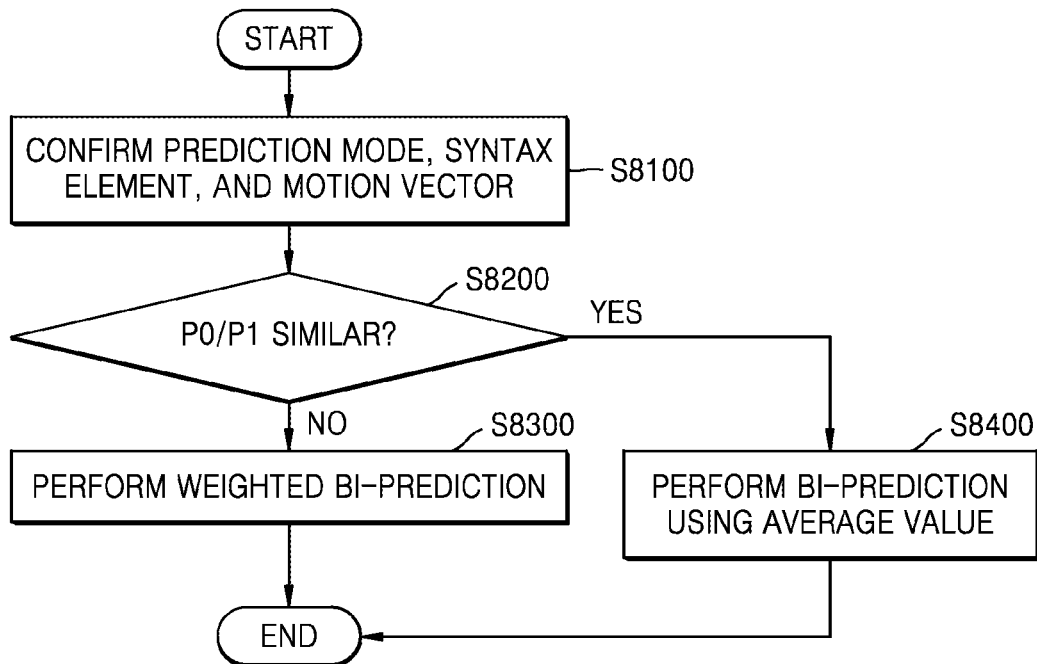 START
CONFIRM PREDICTION MODE, SYNTAX
ELEMENT, AND MOTION VECTOR
S8100
S8200
P0/P1 SIMILAR?
YES
NO
S8300
PERFORM WEIGHTED BI-PREDICTION
S8400
PERFORM BI-PREDICTION
USING AVERAGE VALUE
END